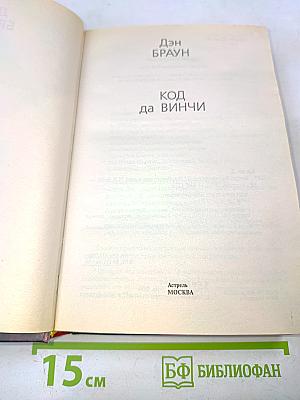 Дэн
БРАУН
КОД
да ВИНЧИ
Астрель
МОСКВА
15 см
БФ БИБЛИОФАН